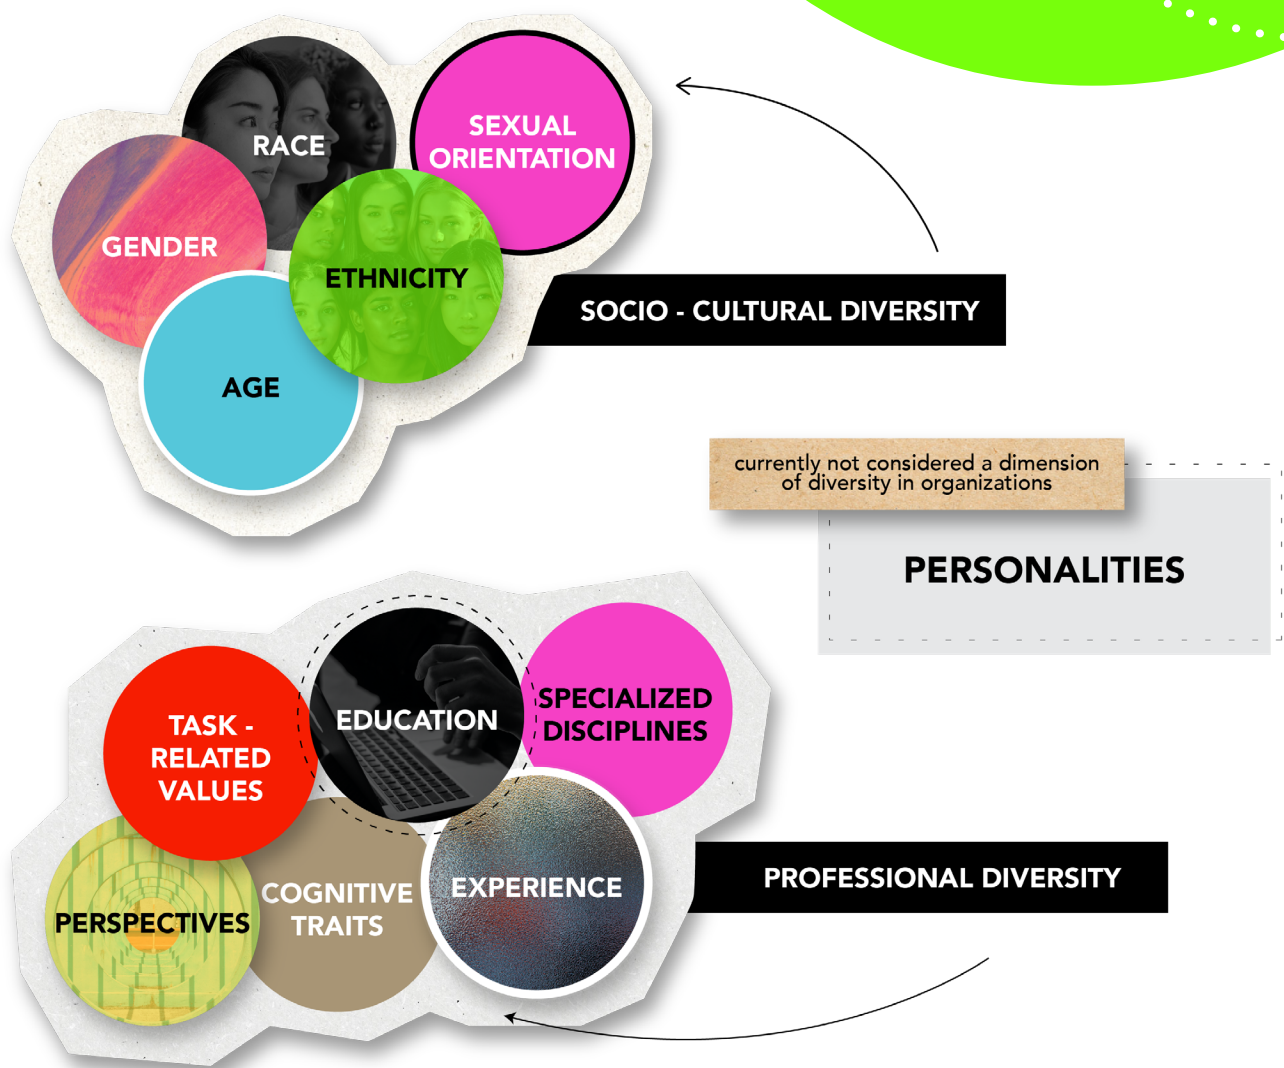 RACE
SEXUAL
ORIENTATION
GENDER
ETHNICITY
AGE
SOCIO - CULTURAL DIVERSITY
currently not considered a dimension
of diversity in organizations
PERSONALITIES
TASK -
RELATED
VALUES
EDUCATION
SPECIALIZED
DISCIPLINES
PERSPECTIVES
COGNITIVE
TRAITS
EXPERIENCE
PROFESSIONAL DIVERSITY